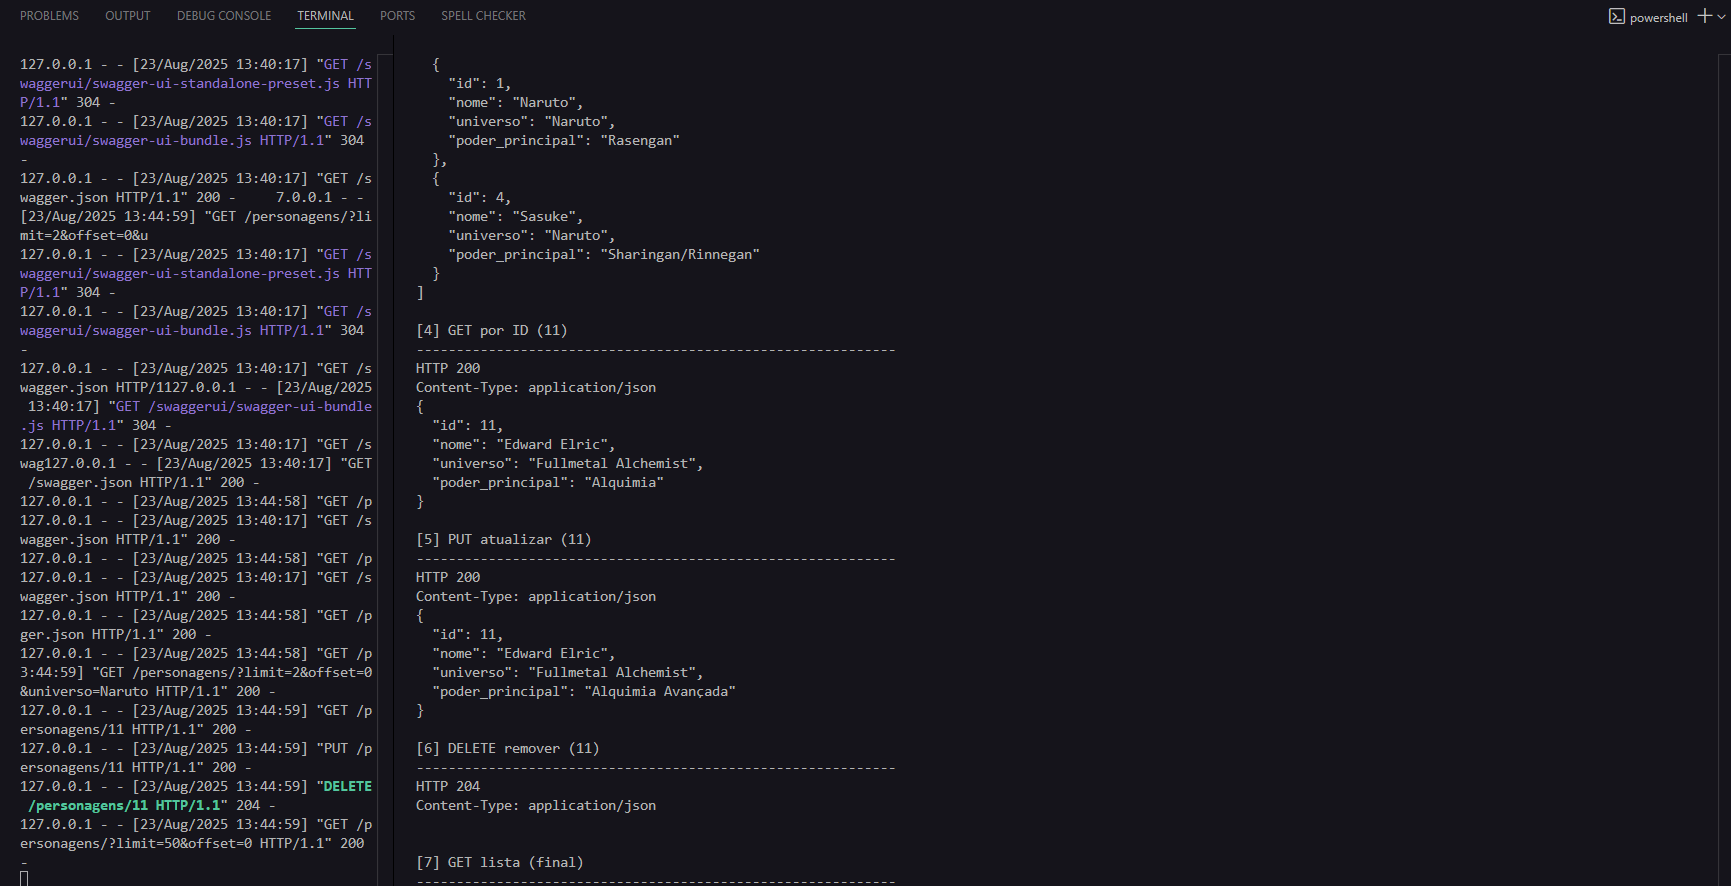 PROBLEMS OUTPUT DEBUG CONSOLE TERMINAL PORTS SPELL CHECKER
powershell
127.0.0.1 - - [23/Aug/2025 13:40:17] "GET /s
waggerui/swagger-ui-standalone-preset.js HTT
P/1.1" 304 -
127.0.0.1 - - [23/Aug/2025 13:40:17] "GET /s
waggerui/swagger-ui-bundle.js HTTP/1.1" 304
-
127.0.0.1 - - [23/Aug/2025 13:40:17] "GET /s
wagger.json HTTP/1.1" 200 -     7.0.0.1 - -
[23/Aug/2025 13:44:59] "GET /personagens/?li
mit=2&offset=0&u
127.0.0.1 - - [23/Aug/2025 13:40:17] "GET /s
waggerui/swagger-ui-standalone-preset.js HTT
P/1.1" 304 -
127.0.0.1 - - [23/Aug/2025 13:40:17] "GET /s
waggerui/swagger-ui-bundle.js HTTP/1.1" 304
-
127.0.0.1 - - [23/Aug/2025 13:40:17] "GET /s
wagger.json HTTP/1127.0.0.1 - - [23/Aug/2025
 13:40:17] "GET /swaggerui/swagger-ui-bundle
.js HTTP/1.1" 304 -
127.0.0.1 - - [23/Aug/2025 13:40:17] "GET /s
wag127.0.0.1 - - [23/Aug/2025 13:40:17] "GET
 /swagger.json HTTP/1.1" 200 -
127.0.0.1 - - [23/Aug/2025 13:44:58] "GET /p
127.0.0.1 - - [23/Aug/2025 13:40:17] "GET /s
wagger.json HTTP/1.1" 200 -
127.0.0.1 - - [23/Aug/2025 13:44:58] "GET /p
127.0.0.1 - - [23/Aug/2025 13:40:17] "GET /s
wagger.json HTTP/1.1" 200 -
127.0.0.1 - - [23/Aug/2025 13:44:58] "GET /p
ger.json HTTP/1.1" 200 -
127.0.0.1 - - [23/Aug/2025 13:44:58] "GET /p
3:44:59] "GET /personagens/?limit=2&offset=0
&universo=Naruto HTTP/1.1" 200 -
127.0.0.1 - - [23/Aug/2025 13:44:59] "GET /p
ersonagens/11 HTTP/1.1" 200 -
127.0.0.1 - - [23/Aug/2025 13:44:59] "PUT /p
ersonagens/11 HTTP/1.1" 200 -
127.0.0.1 - - [23/Aug/2025 13:44:59] "DELETE
 /personagens/11 HTTP/1.1" 204 -
127.0.0.1 - - [23/Aug/2025 13:44:59] "GET /p
ersonagens/?limit=50&offset=0 HTTP/1.1" 200
-
  {
    "id": 1,
    "nome": "Naruto",
    "universo": "Naruto",
    "poder_principal": "Rasengan"
  },
  {
    "id": 4,
    "nome": "Sasuke",
    "universo": "Naruto",
    "poder_principal": "Sharingan/Rinnegan"
  }
]
[4] GET por ID (11)
------------------------------------------------------------
HTTP 200
Content-Type: application/json
{
  "id": 11,
  "nome": "Edward Elric",
  "universo": "Fullmetal Alchemist",
  "poder_principal": "Alquimia"
}
[5] PUT atualizar (11)
------------------------------------------------------------
HTTP 200
Content-Type: application/json
{
  "id": 11,
  "nome": "Edward Elric",
  "universo": "Fullmetal Alchemist",
  "poder_principal": "Alquimia Avançada"
}
[6] DELETE remover (11)
------------------------------------------------------------
HTTP 204
Content-Type: application/json
[7] GET lista (final)
------------------------------------------------------------